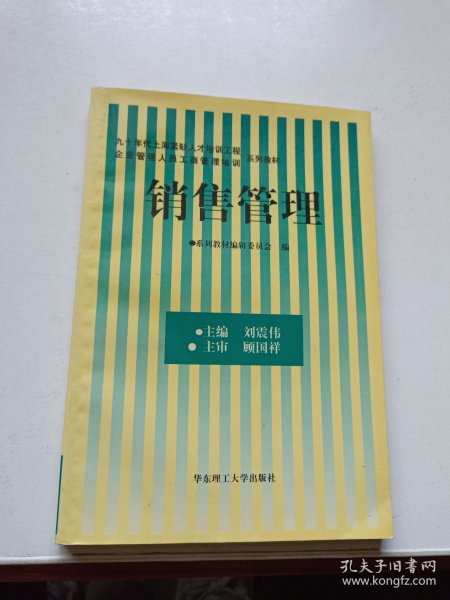 九十年代上海紧缺人才培训工程
企业管理人员工商管理培训 系列教材
销售管理
●系列教材编辑委员会 编
●主编 刘震伟
●主审 顾国祥
华东理工大学出版社
孔夫子旧书网
www.kongfz.com